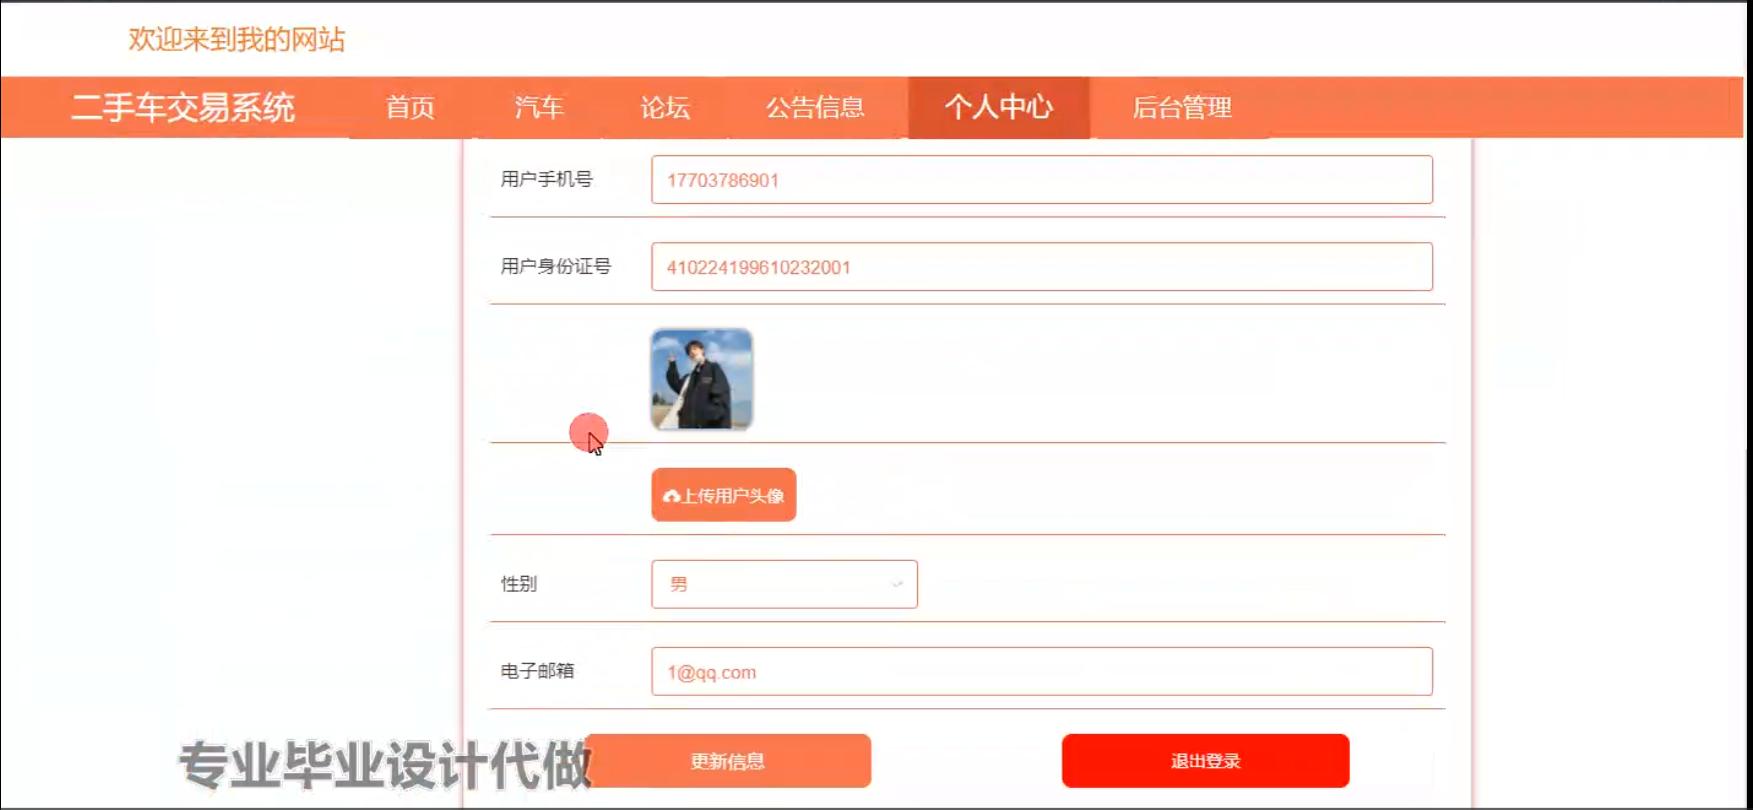 欢迎来到我的网站
二手车交易系统 首页 汽车 论坛 公告信息 个人中心 后台管理
用户手机号 17703786901
用户身份证号 410224199610232001
上传用户头像
性别 男
电子邮箱 1@qq.com
专业毕业设计代做 更新信息 退出登录